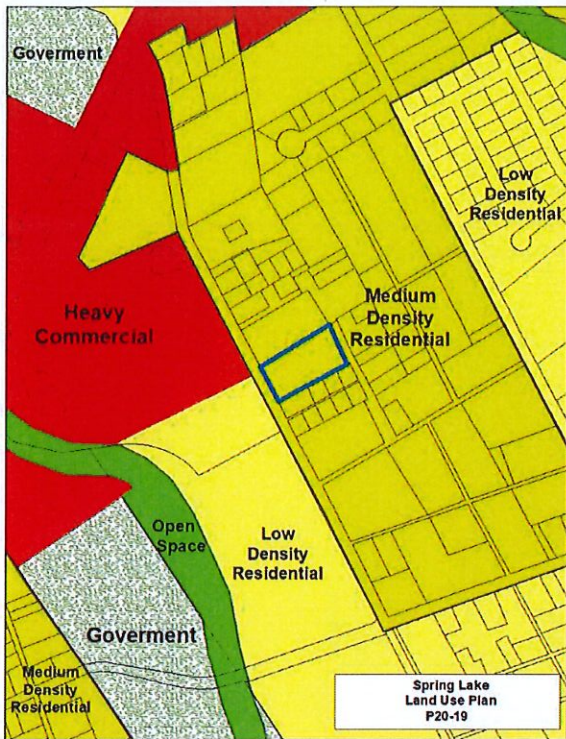 Goverment
Low
Density
Residential
Medium
Density
Residential
Heavy
Commercial
Open
Space
Low
Density
Residential
Goverment
Medium
Density
Residential
Spring Lake
Land Use Plan
P20-19